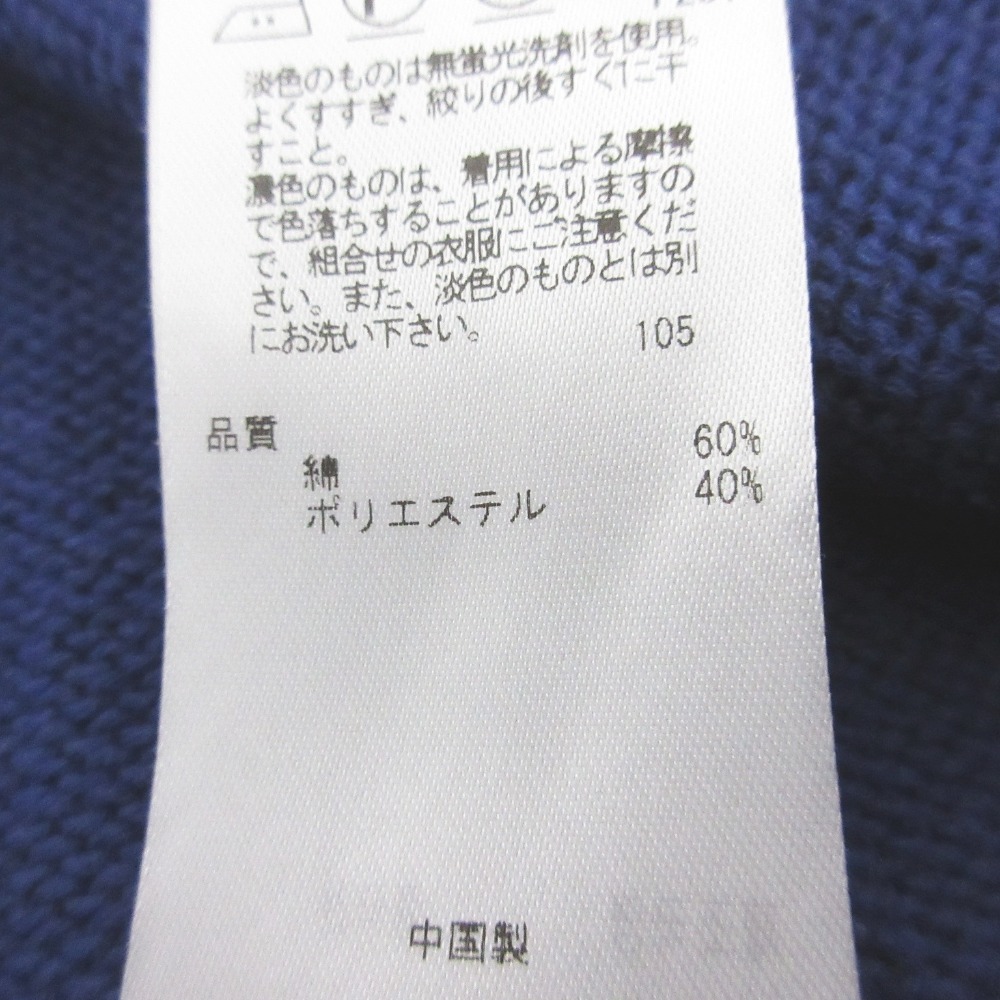 淡色のものは無蛍光洗剤を使用。
よくすすぎ、絞りの後すぐに干
すこと。
濃色のものは、着用による摩擦
で色落ちすることがありますの
で、組合せの衣服にご注意くだ
さい。また、淡色のものとは別
にお洗い下さい。
105
品質
綿 60%
ポリエステル 40%
中国製